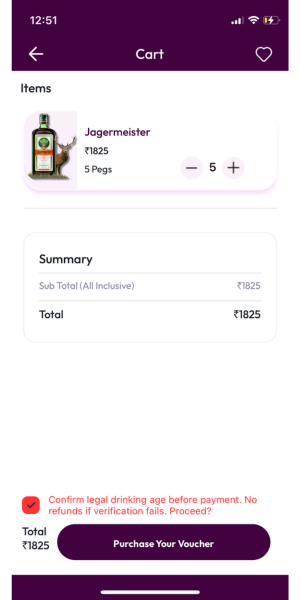 12:51
Cart
Items
Jagermeister
₹1825
5 Pegs
5
Summary
Sub Total (All Inclusive) ₹1825
Total ₹1825
Confirm legal drinking age before payment. No
refunds if verification fails. Proceed?
Total
₹1825
Purchase Your Voucher